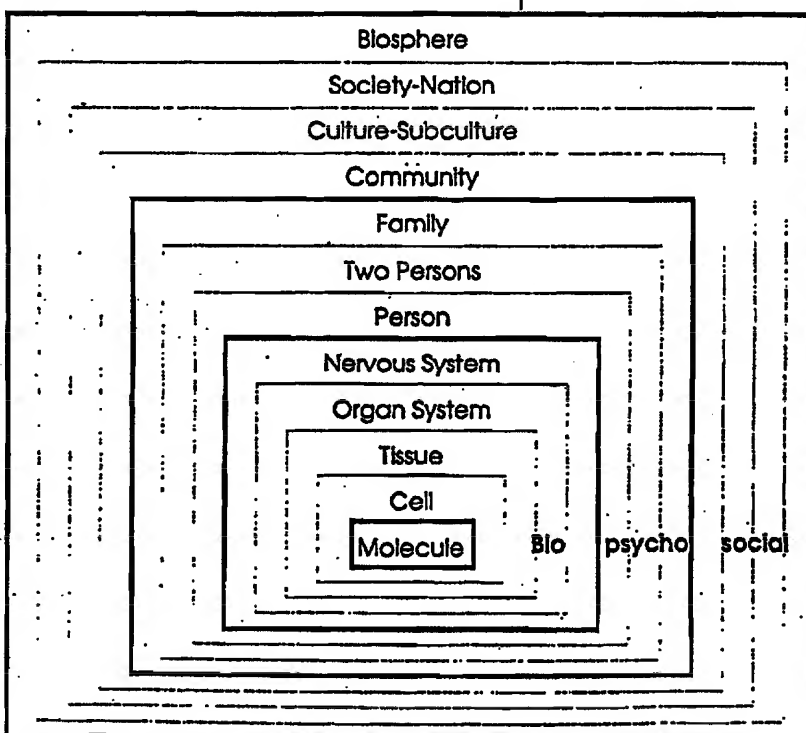 Biosphere
Society-Nation
Culture-Subculture
Community
Family
Two Persons
Person
Nervous System
Organ System
Tissue
Cell
Molecule Bio psycho social